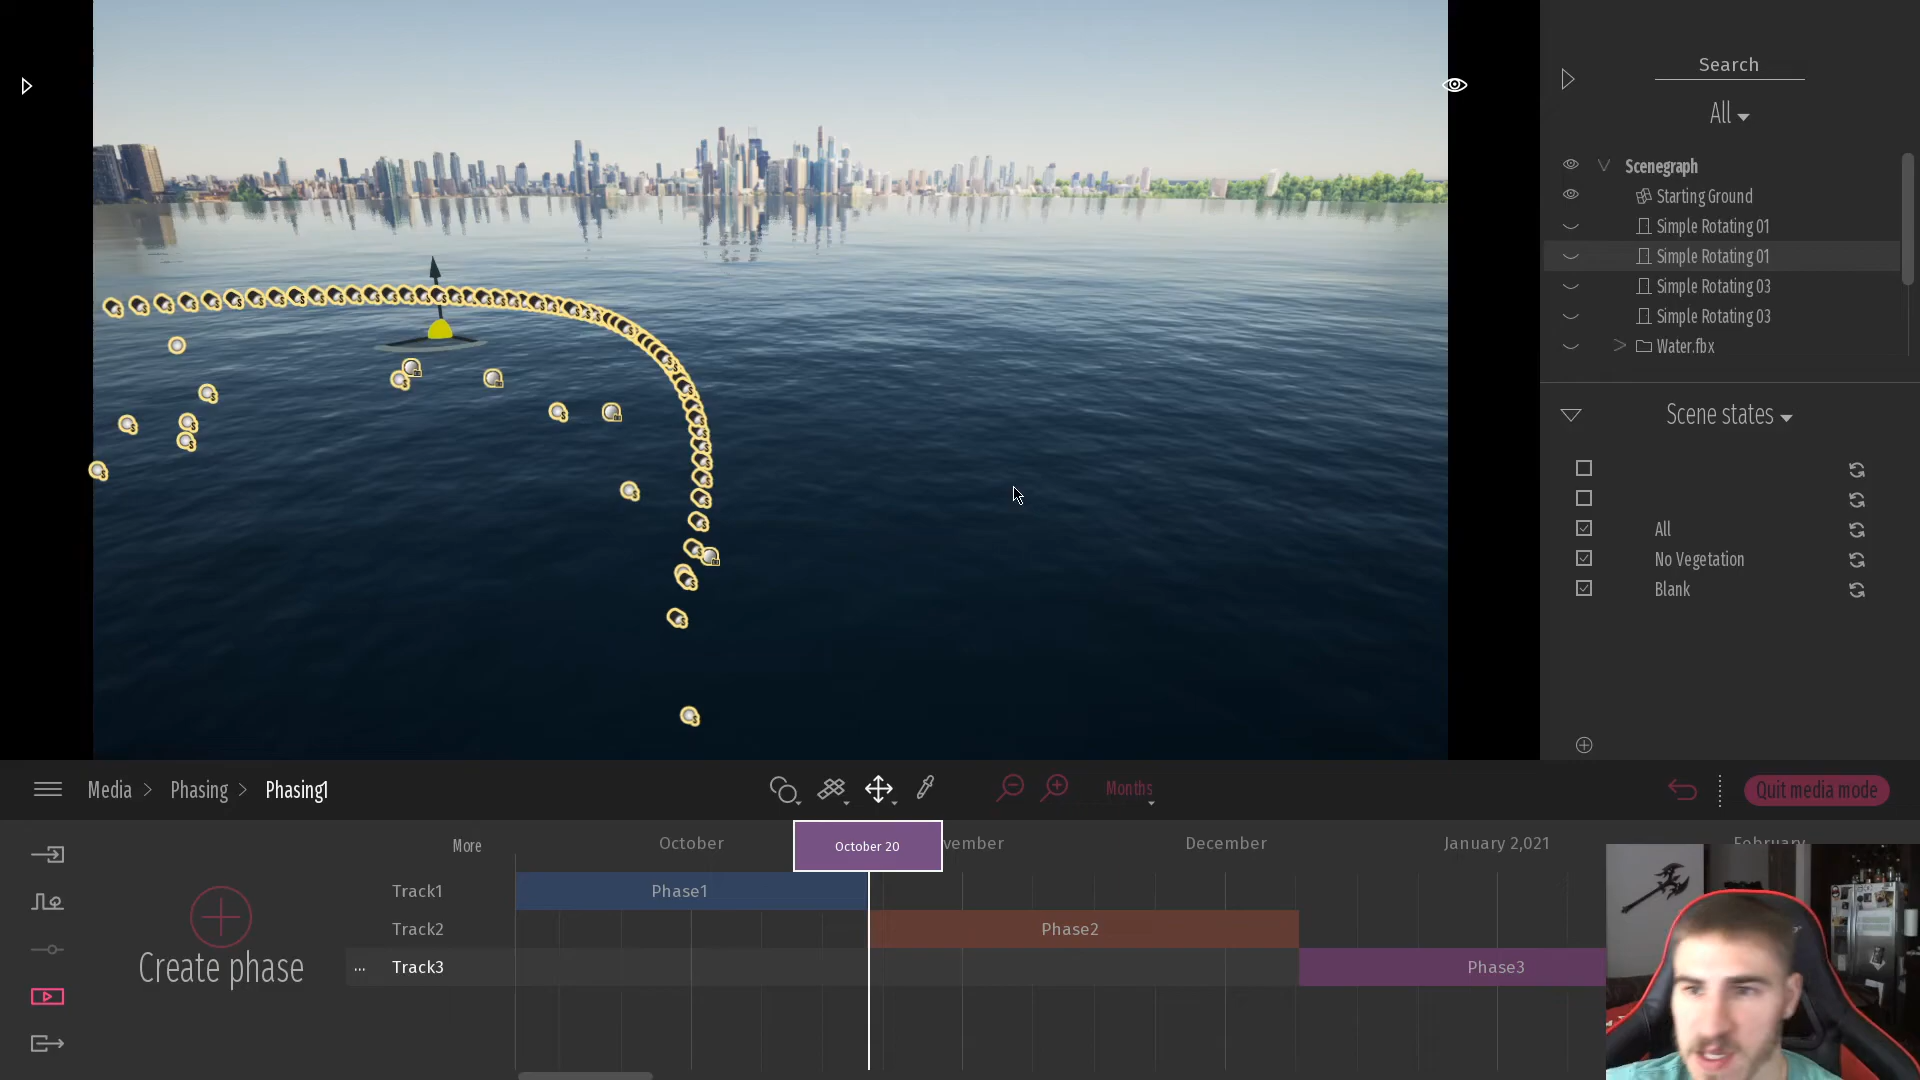 Search
All
Scenegraph
Starting Ground
Simple Rotating 01
Simple Rotating 01
Simple Rotating 03
Simple Rotating 03
Water.fbx
Scene states
All
No Vegetation
Blank
Media > Phasing > Phasing1
Months
Quit media mode
More
October
October 20
vember
December
January 2,021
February
Track1
Phase1
Track2
Phase2
... Track3
Phase3
Create phase